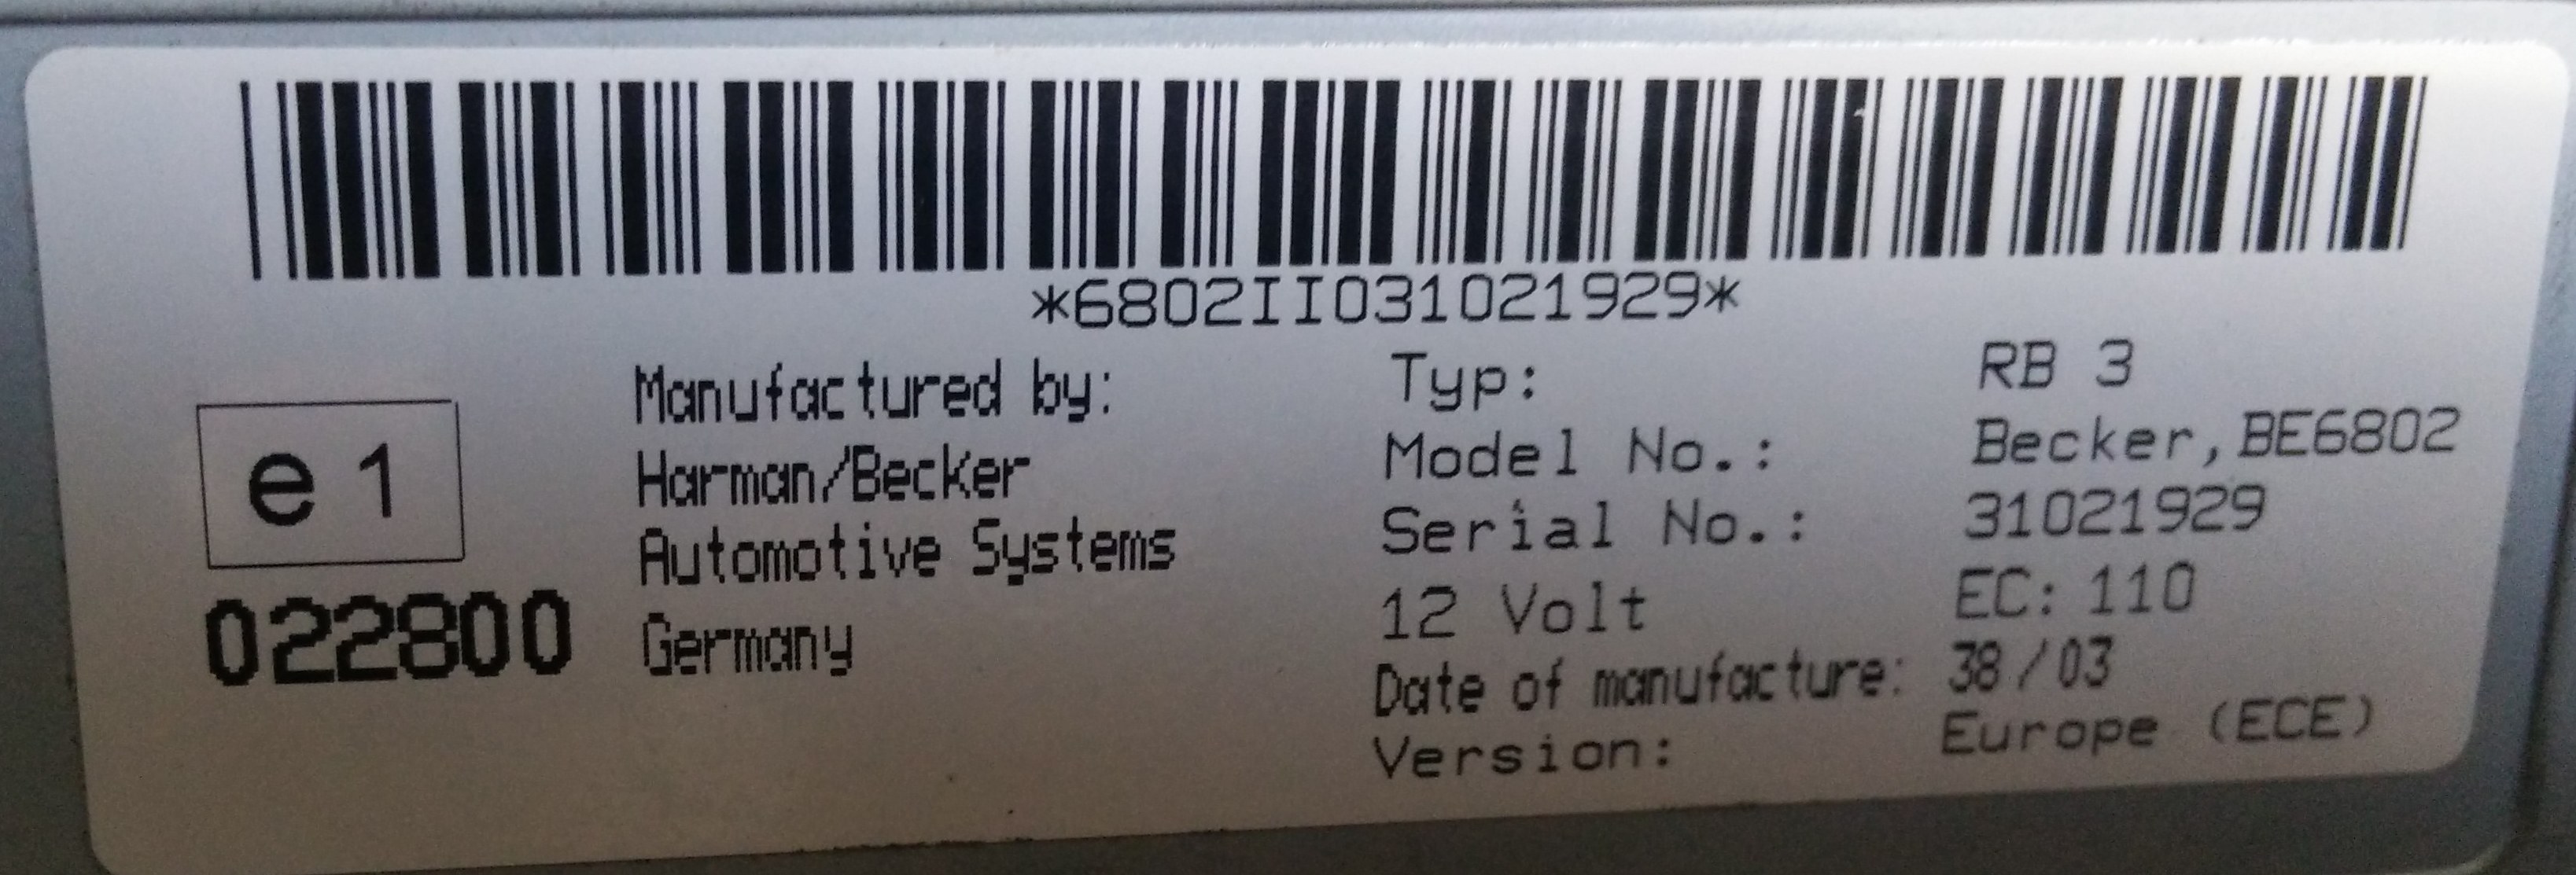 *6802II031021929*
e 1
022800
Manufactured by:
Harman/Becker
Automotive Systems
Germany
Typ: RB 3
Model No.: Becker,BE6802
Serial No.: 31021929
12 Volt EC: 110
Date of manufacture: 38/03
Version: Europe (ECE)